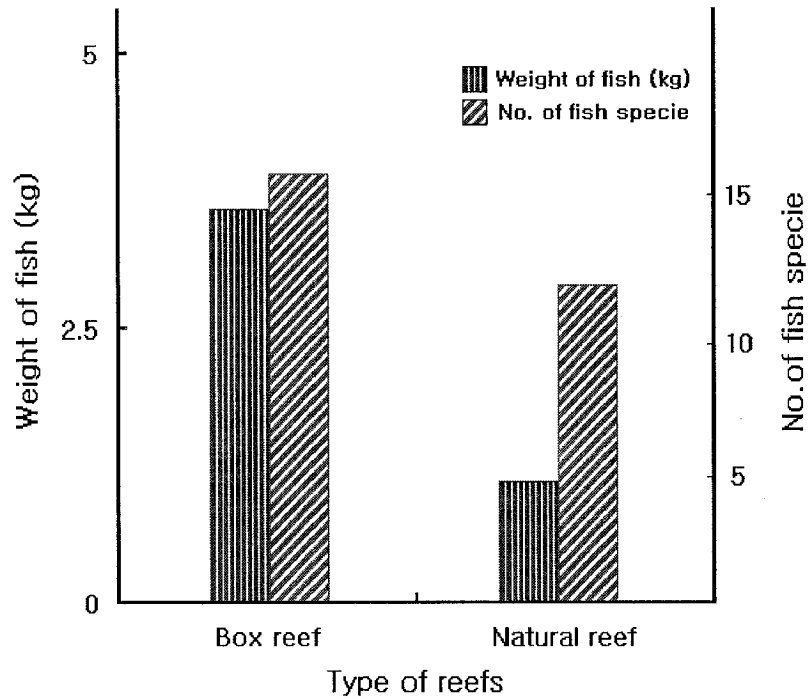 5
Weight of fish (kg)
No. of fish specie
15
2.5
10
5
0
Weight of fish (kg)
No.of fish specie
Box reef
Natural reef
Type of reefs